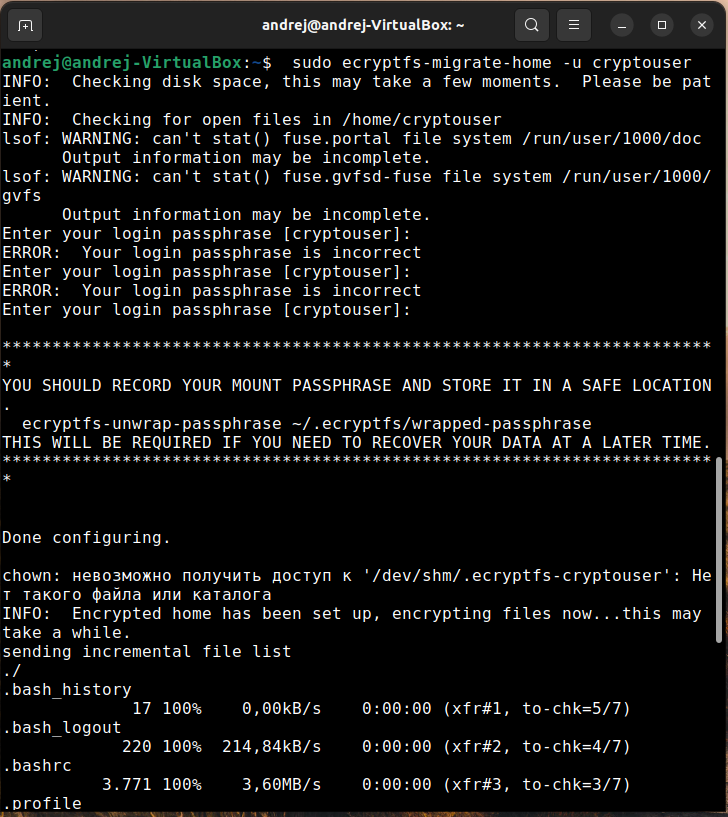 andrej@andrej-VirtualBox: ~
andrej@andrej-VirtualBox:~$  sudo ecryptfs-migrate-home -u cryptouser
INFO:  Checking disk space, this may take a few moments.  Please be pat
ient.
INFO:  Checking for open files in /home/cryptouser
lsof: WARNING: can't stat() fuse.portal file system /run/user/1000/doc
      Output information may be incomplete.
lsof: WARNING: can't stat() fuse.gvfsd-fuse file system /run/user/1000/
gvfs
      Output information may be incomplete.
Enter your login passphrase [cryptouser]:
ERROR:  Your login passphrase is incorrect
Enter your login passphrase [cryptouser]:
ERROR:  Your login passphrase is incorrect
Enter your login passphrase [cryptouser]:
***********************************************************************
*
YOU SHOULD RECORD YOUR MOUNT PASSPHRASE AND STORE IT IN A SAFE LOCATION
.
  ecryptfs-unwrap-passphrase ~/.ecryptfs/wrapped-passphrase
THIS WILL BE REQUIRED IF YOU NEED TO RECOVER YOUR DATA AT A LATER TIME.
***********************************************************************
*
Done configuring.
chown: невозможно получить доступ к '/dev/shm/.ecryptfs-cryptouser': Не
т такого файла или каталога
INFO:  Encrypted home has been set up, encrypting files now...this may
take a while.
sending incremental file list
./
.bash_history
             17 100%    0,00kB/s    0:00:00 (xfr#1, to-chk=5/7)
.bash_logout
            220 100%  214,84kB/s    0:00:00 (xfr#2, to-chk=4/7)
.bashrc
          3.771 100%    3,60MB/s    0:00:00 (xfr#3, to-chk=3/7)
.profile